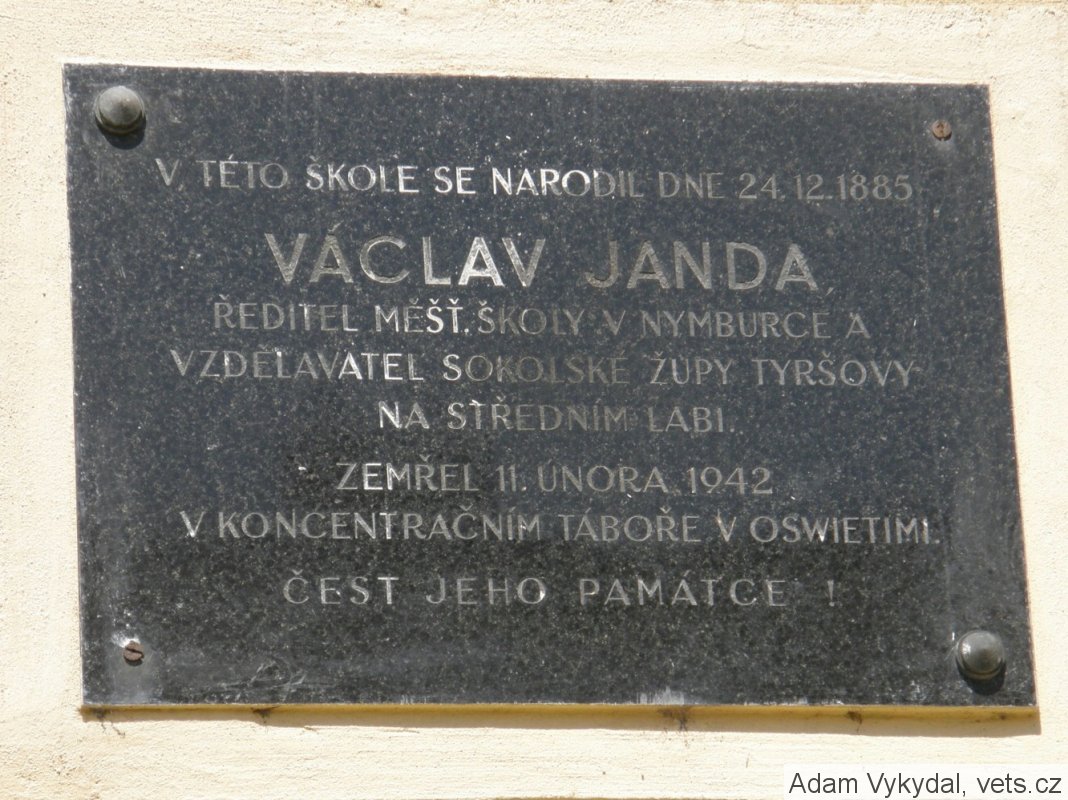 V TÉTO ŠKOLE SE NARODIL DNE 24. 12. 1885
VÁCLAV JANDA,
ŘEDITEL MĚŠŤ. ŠKOLY V NYMBURCE A
VZDĚLAVATEL SOKOLSKÉ ŽUPY TYRŠOVY
NA STŘEDNÍM LABI.
ZEMŘEL 11. ÚNORA 1942
V KONCENTRAČNÍM TÁBOŘE V OSWIETIMI.
ČEST JEHO PAMÁTCE !
Adam Vykydal, vets.cz